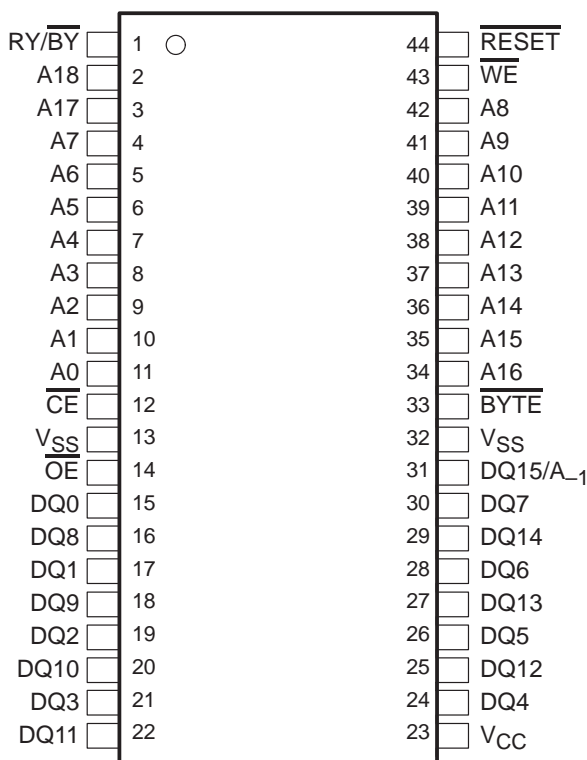 RY/BY 1 44 RESET
A18 2 43 WE
A17 3 42 A8
A7 4 41 A9
A6 5 40 A10
A5 6 39 A11
A4 7 38 A12
A3 8 37 A13
A2 9 36 A14
A1 10 35 A15
A0 11 34 A16
CE 12 33 BYTE
VSS 13 32 VSS
OE 14 31 DQ15/A–1
DQ0 15 30 DQ7
DQ8 16 29 DQ14
DQ1 17 28 DQ6
DQ9 18 27 DQ13
DQ2 19 26 DQ5
DQ10 20 25 DQ12
DQ3 21 24 DQ4
DQ11 22 23 VCC